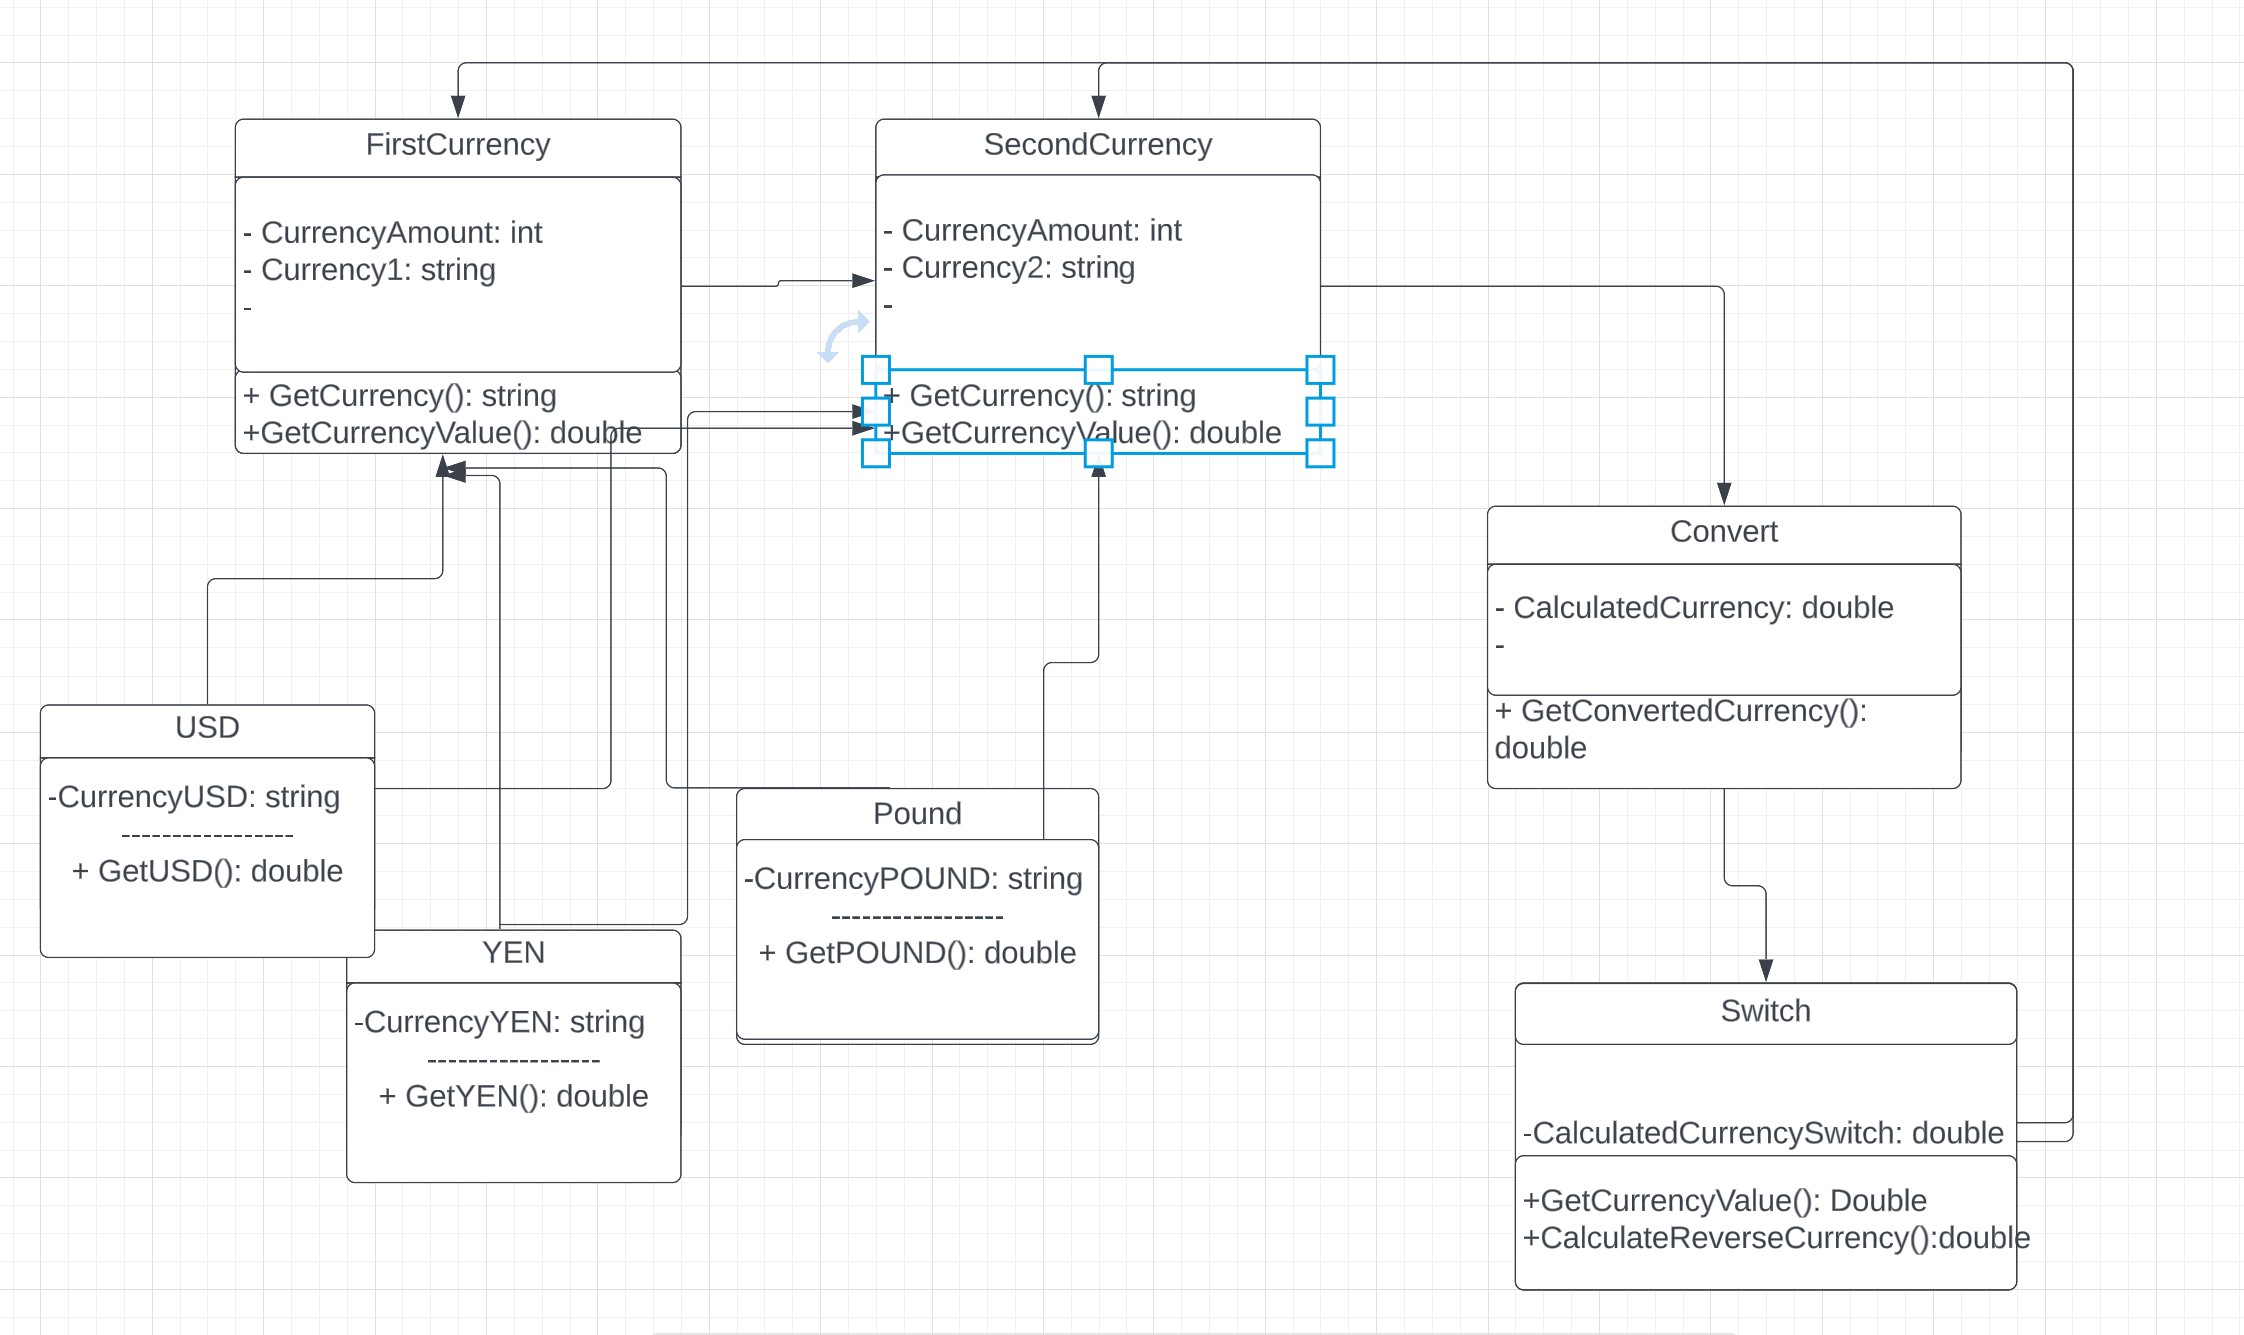 FirstCurrency
- CurrencyAmount: int
- Currency1: string
-
+ GetCurrency(): string
+GetCurrencyValue(): double
SecondCurrency
- CurrencyAmount: int
- Currency2: string
-
+ GetCurrency(): string
+GetCurrencyValue(): double
Convert
- CalculatedCurrency: double
-
+ GetConvertedCurrency():
double
USD
-CurrencyUSD: string
-----------------
+ GetUSD(): double
YEN
-CurrencyYEN: string
-----------------
+ GetYEN(): double
Pound
-CurrencyPOUND: string
-----------------
+ GetPOUND(): double
Switch
-CalculatedCurrencySwitch: double
+GetCurrencyValue(): Double
+CalculateReverseCurrency():double